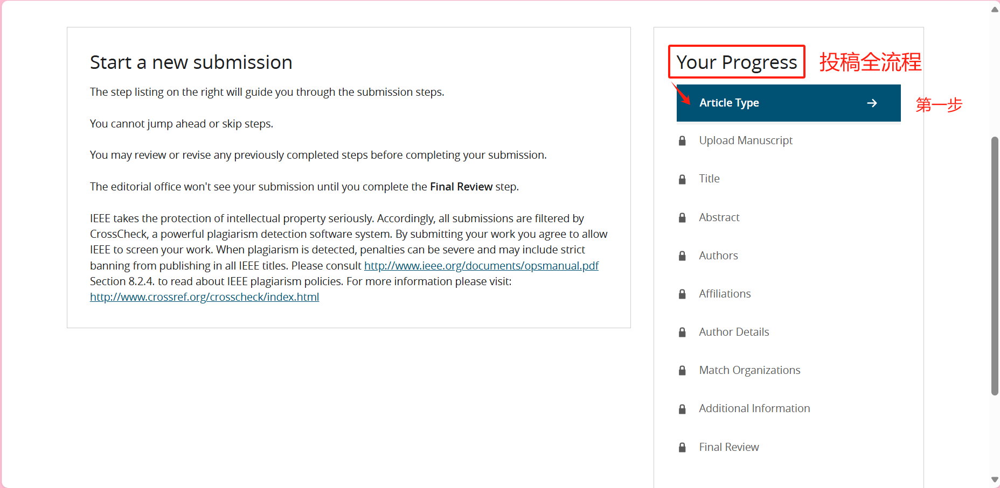 Start a new submission
The step listing on the right will guide you through the submission steps.
You cannot jump ahead or skip steps.
You may review or revise any previously completed steps before completing your submission.
The editorial office won't see your submission until you complete the Final Review step.
IEEE takes the protection of intellectual property seriously. Accordingly, all submissions are filtered by
CrossCheck, a powerful plagiarism detection software system. By submitting your work you agree to allow
IEEE to screen your work. When plagiarism is detected, penalties can be severe and may include strict
banning from publishing in all IEEE titles. Please consult http://www.ieee.org/documents/opsmanual.pdf
Section 8.2.4. to read about IEEE plagiarism policies. For more information please visit:
http://www.crossref.org/crosscheck/index.html
Your Progress 投稿全流程
Article Type 第一步
Upload Manuscript
Title
Abstract
Authors
Affiliations
Author Details
Match Organizations
Additional Information
Final Review